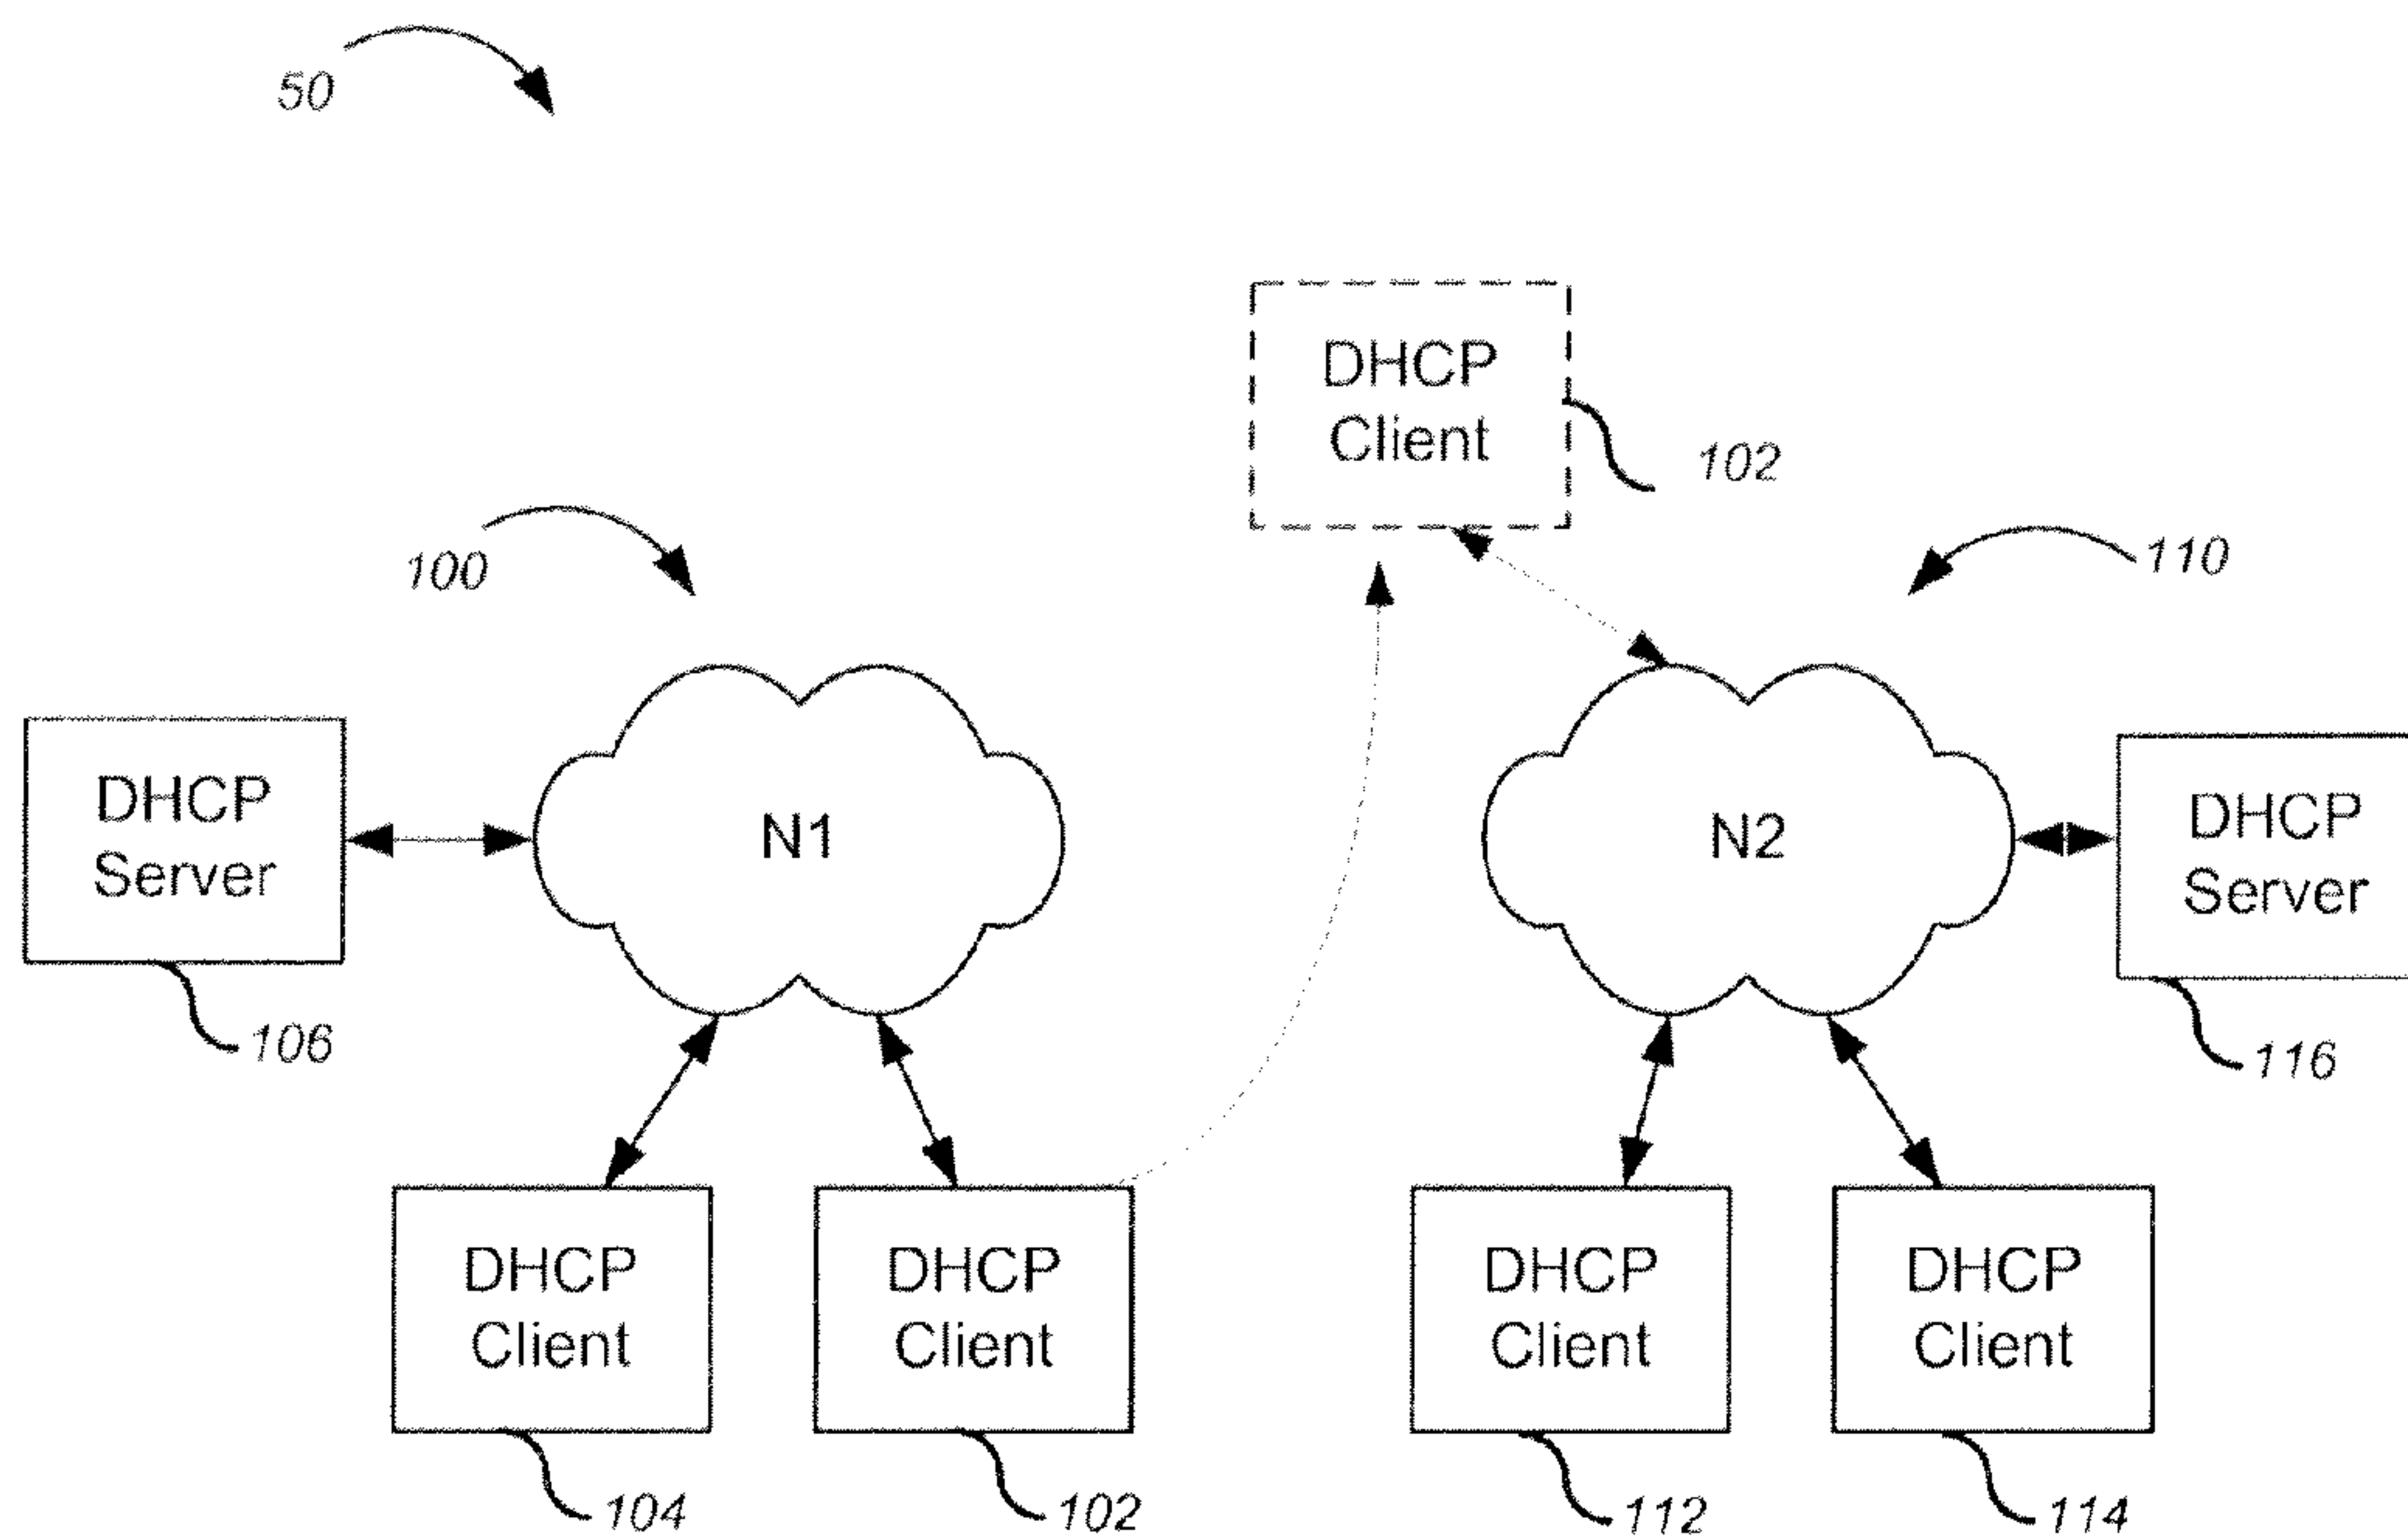 50
DHCP
Client
102
100
110
DHCP
Server
N1
N2
DHCP
Server
106
116
DHCP
Client
DHCP
Client
DHCP
Client
DHCP
Client
104
102
112
114